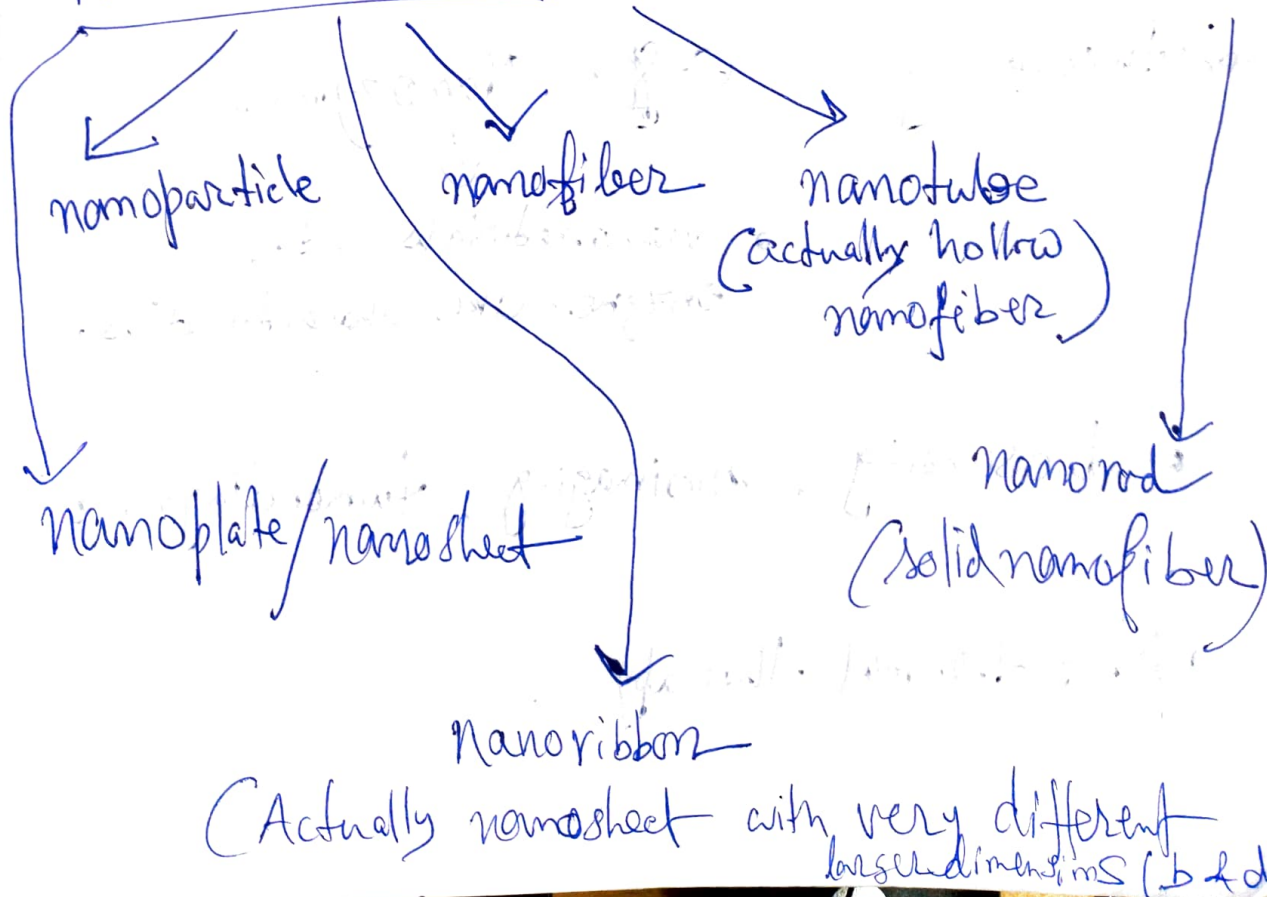 nanoparticle
nanofiber
nanotube
(actually hollow
nanofiber)
nanoplate/nanosheet
nanorod
(solid nanofiber)
nanoribbon
(Actually nanosheet with very different
larger dimensions (b & d